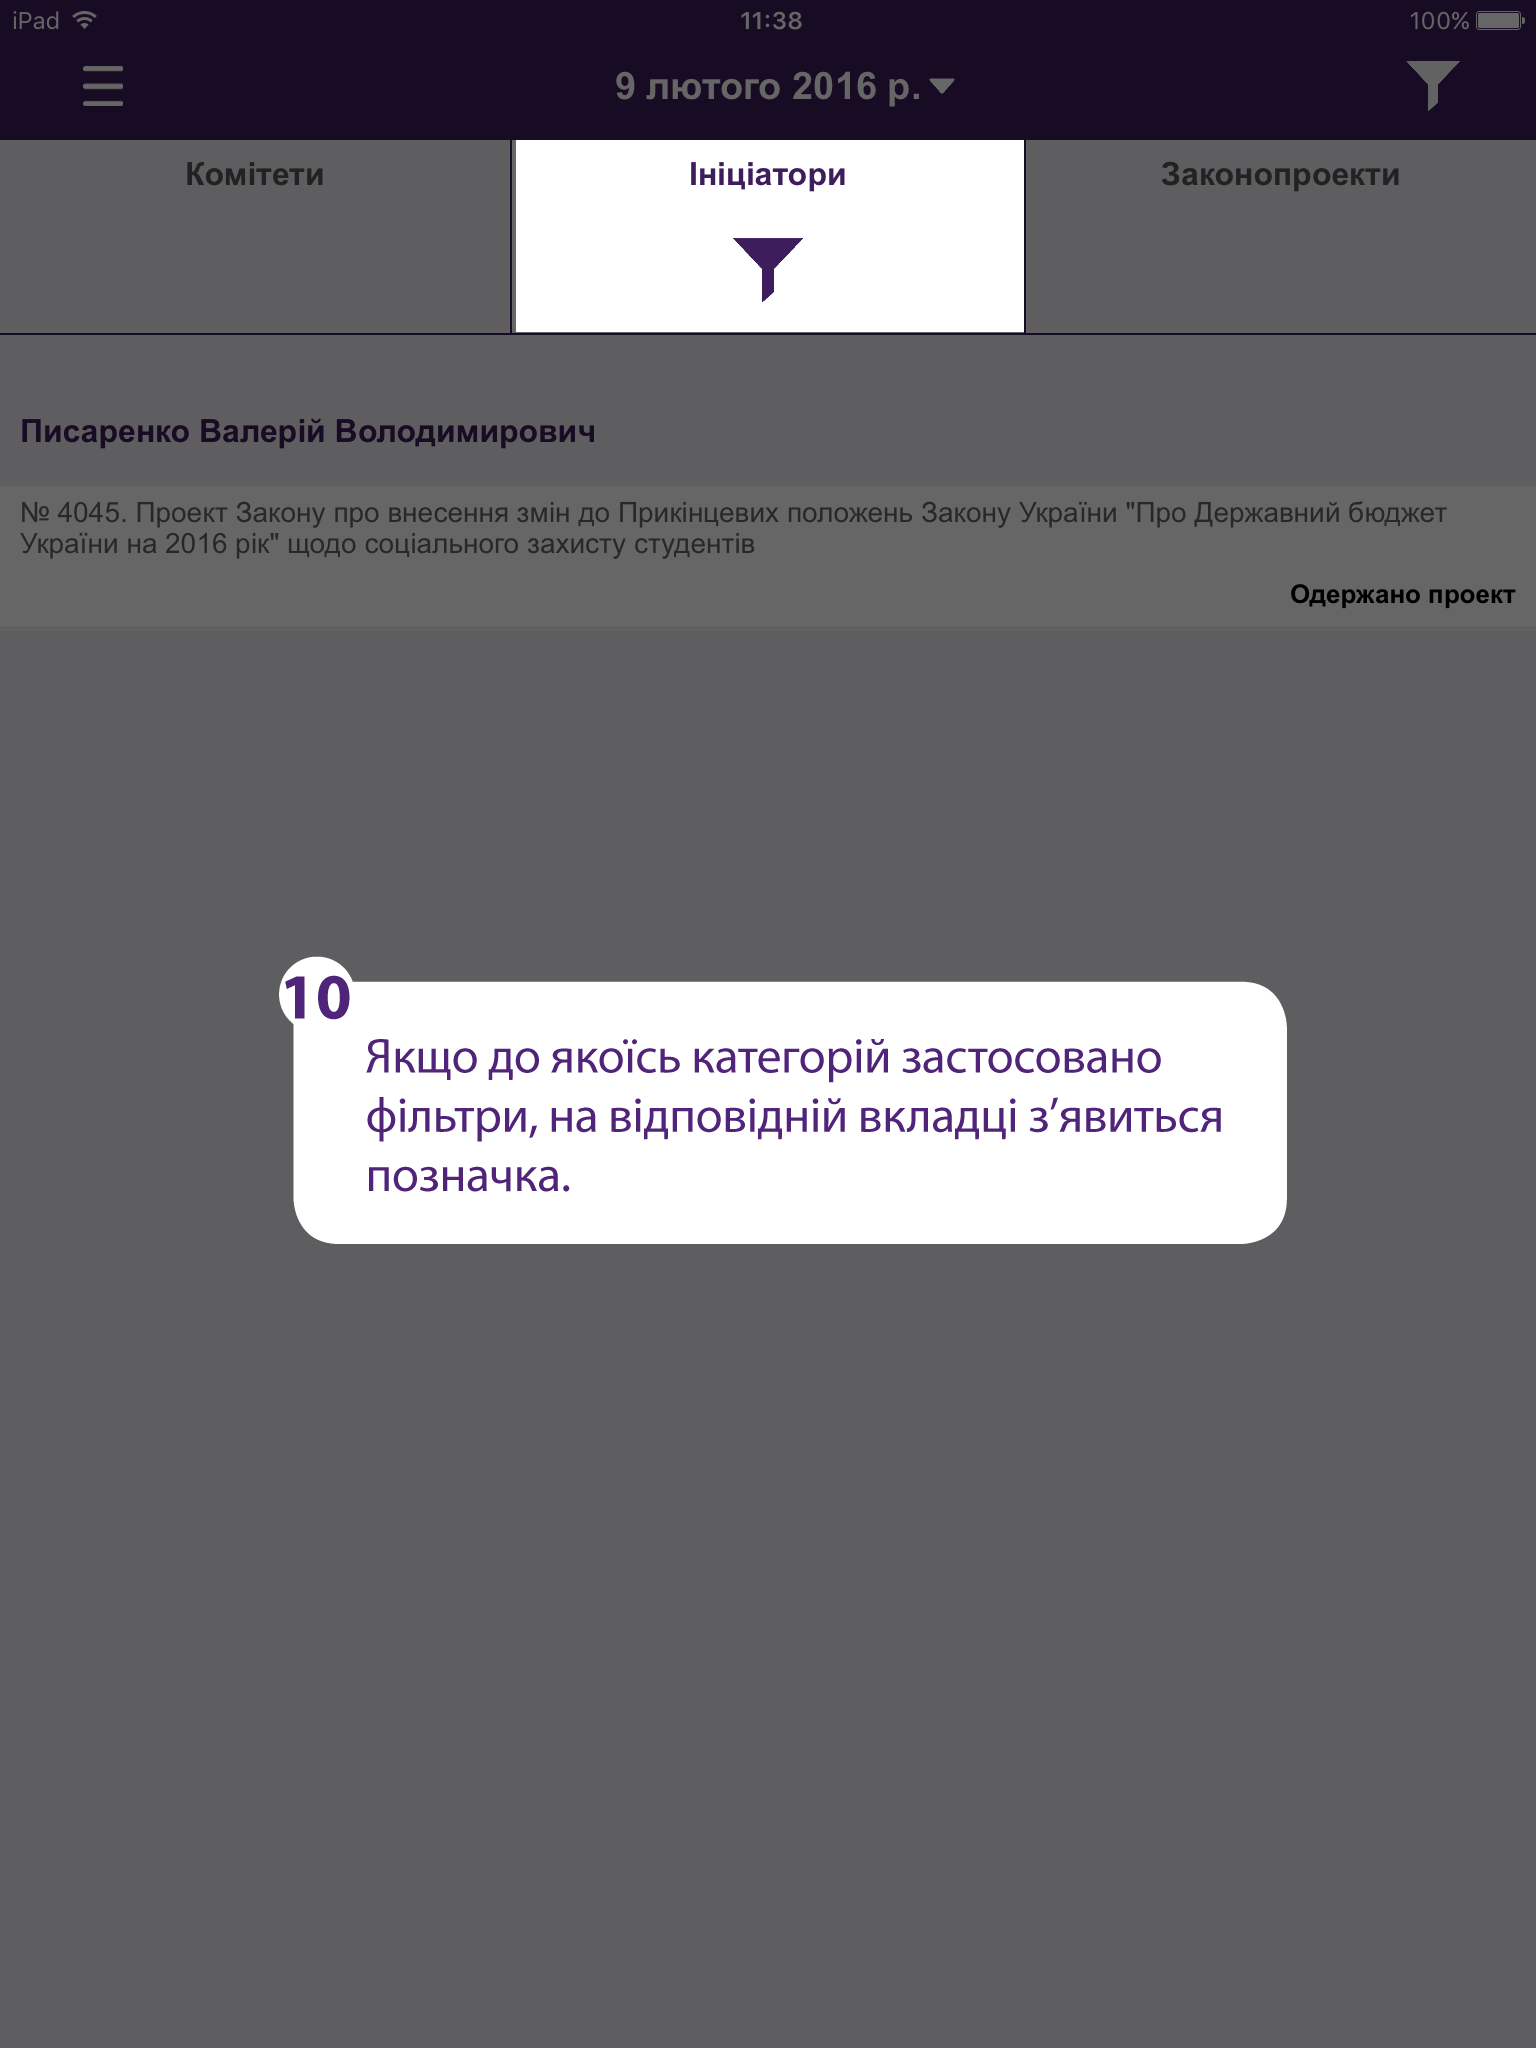 iPad 11:38 100%
9 лютого 2016 р.
Комітети Ініціатори Законопроекти
Писаренко Валерій Володимирович
№ 4045. Проект Закону про внесення змін до Прикінцевих положень Закону України "Про Державний бюджет
України на 2016 рік" щодо соціального захисту студентів
Одержано проект
10
Якщо до якоїсь категорій застосовано
фільтри, на відповідній вкладці з’явиться
позначка.